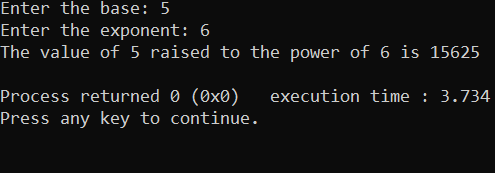 Enter the base: 5
Enter the exponent: 6
The value of 5 raised to the power of 6 is 15625
Process returned 0 (0x0)   execution time : 3.734
Press any key to continue.